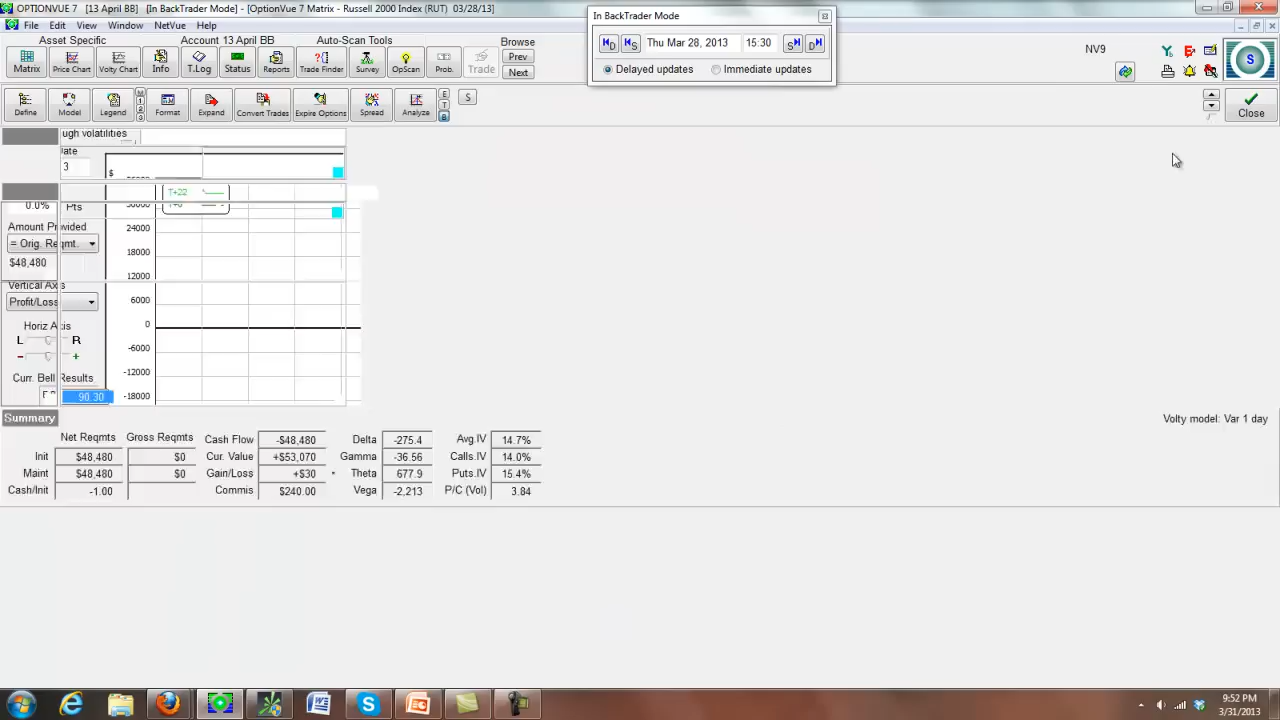 OPTIONVUE 7 [13 April BB] (In BackTrader Mode) - [OptionVue 7 Matrix - Russell 2000 Index (RUT) 03/28/13]
File Edit View Window NetVue Help
In BackTrader Mode
Thu Mar 28, 2013 15:30
Delayed updates Immediate updates
Asset Specific Account 13 April BB Auto-Scan Tools Browse
Matrix Price Chart Volty Chart Info T.Log Status Reports Trade Finder Survey OpScan Prob. Trade Prev Next
NV9
S
Define Model Legend M 1 2 3 Format Expand Convert Trades Expire Options Spread Analyze E T B S
Close
ugh volatilities
3
$
T+22
0.0% Pts
Amount Provided
24000
= Orig. Reqmt.
18000
$48,480
12000
Vertical Axis
Profit/Loss
6000
Horiz Axis
0
L R
-6000
- +
-12000
Curr. Bell Results
90.30
-18000
Summary
Volty model: Var 1 day
Net Reqmts Gross Reqmts Cash Flow -$48,480 Delta -275.4 Avg IV 14.7%
Init $48,480 $0 Cur. Value +$53,070 Gamma -36.56 Calls.IV 14.0%
Maint $48,480 $0 Gain/Loss +$30 Theta 677.9 Puts.IV 15.4%
Cash/Init -1.00 Commis $240.00 Vega -2,213 P/C (Vol) 3.84
9:52 PM
3/31/2013